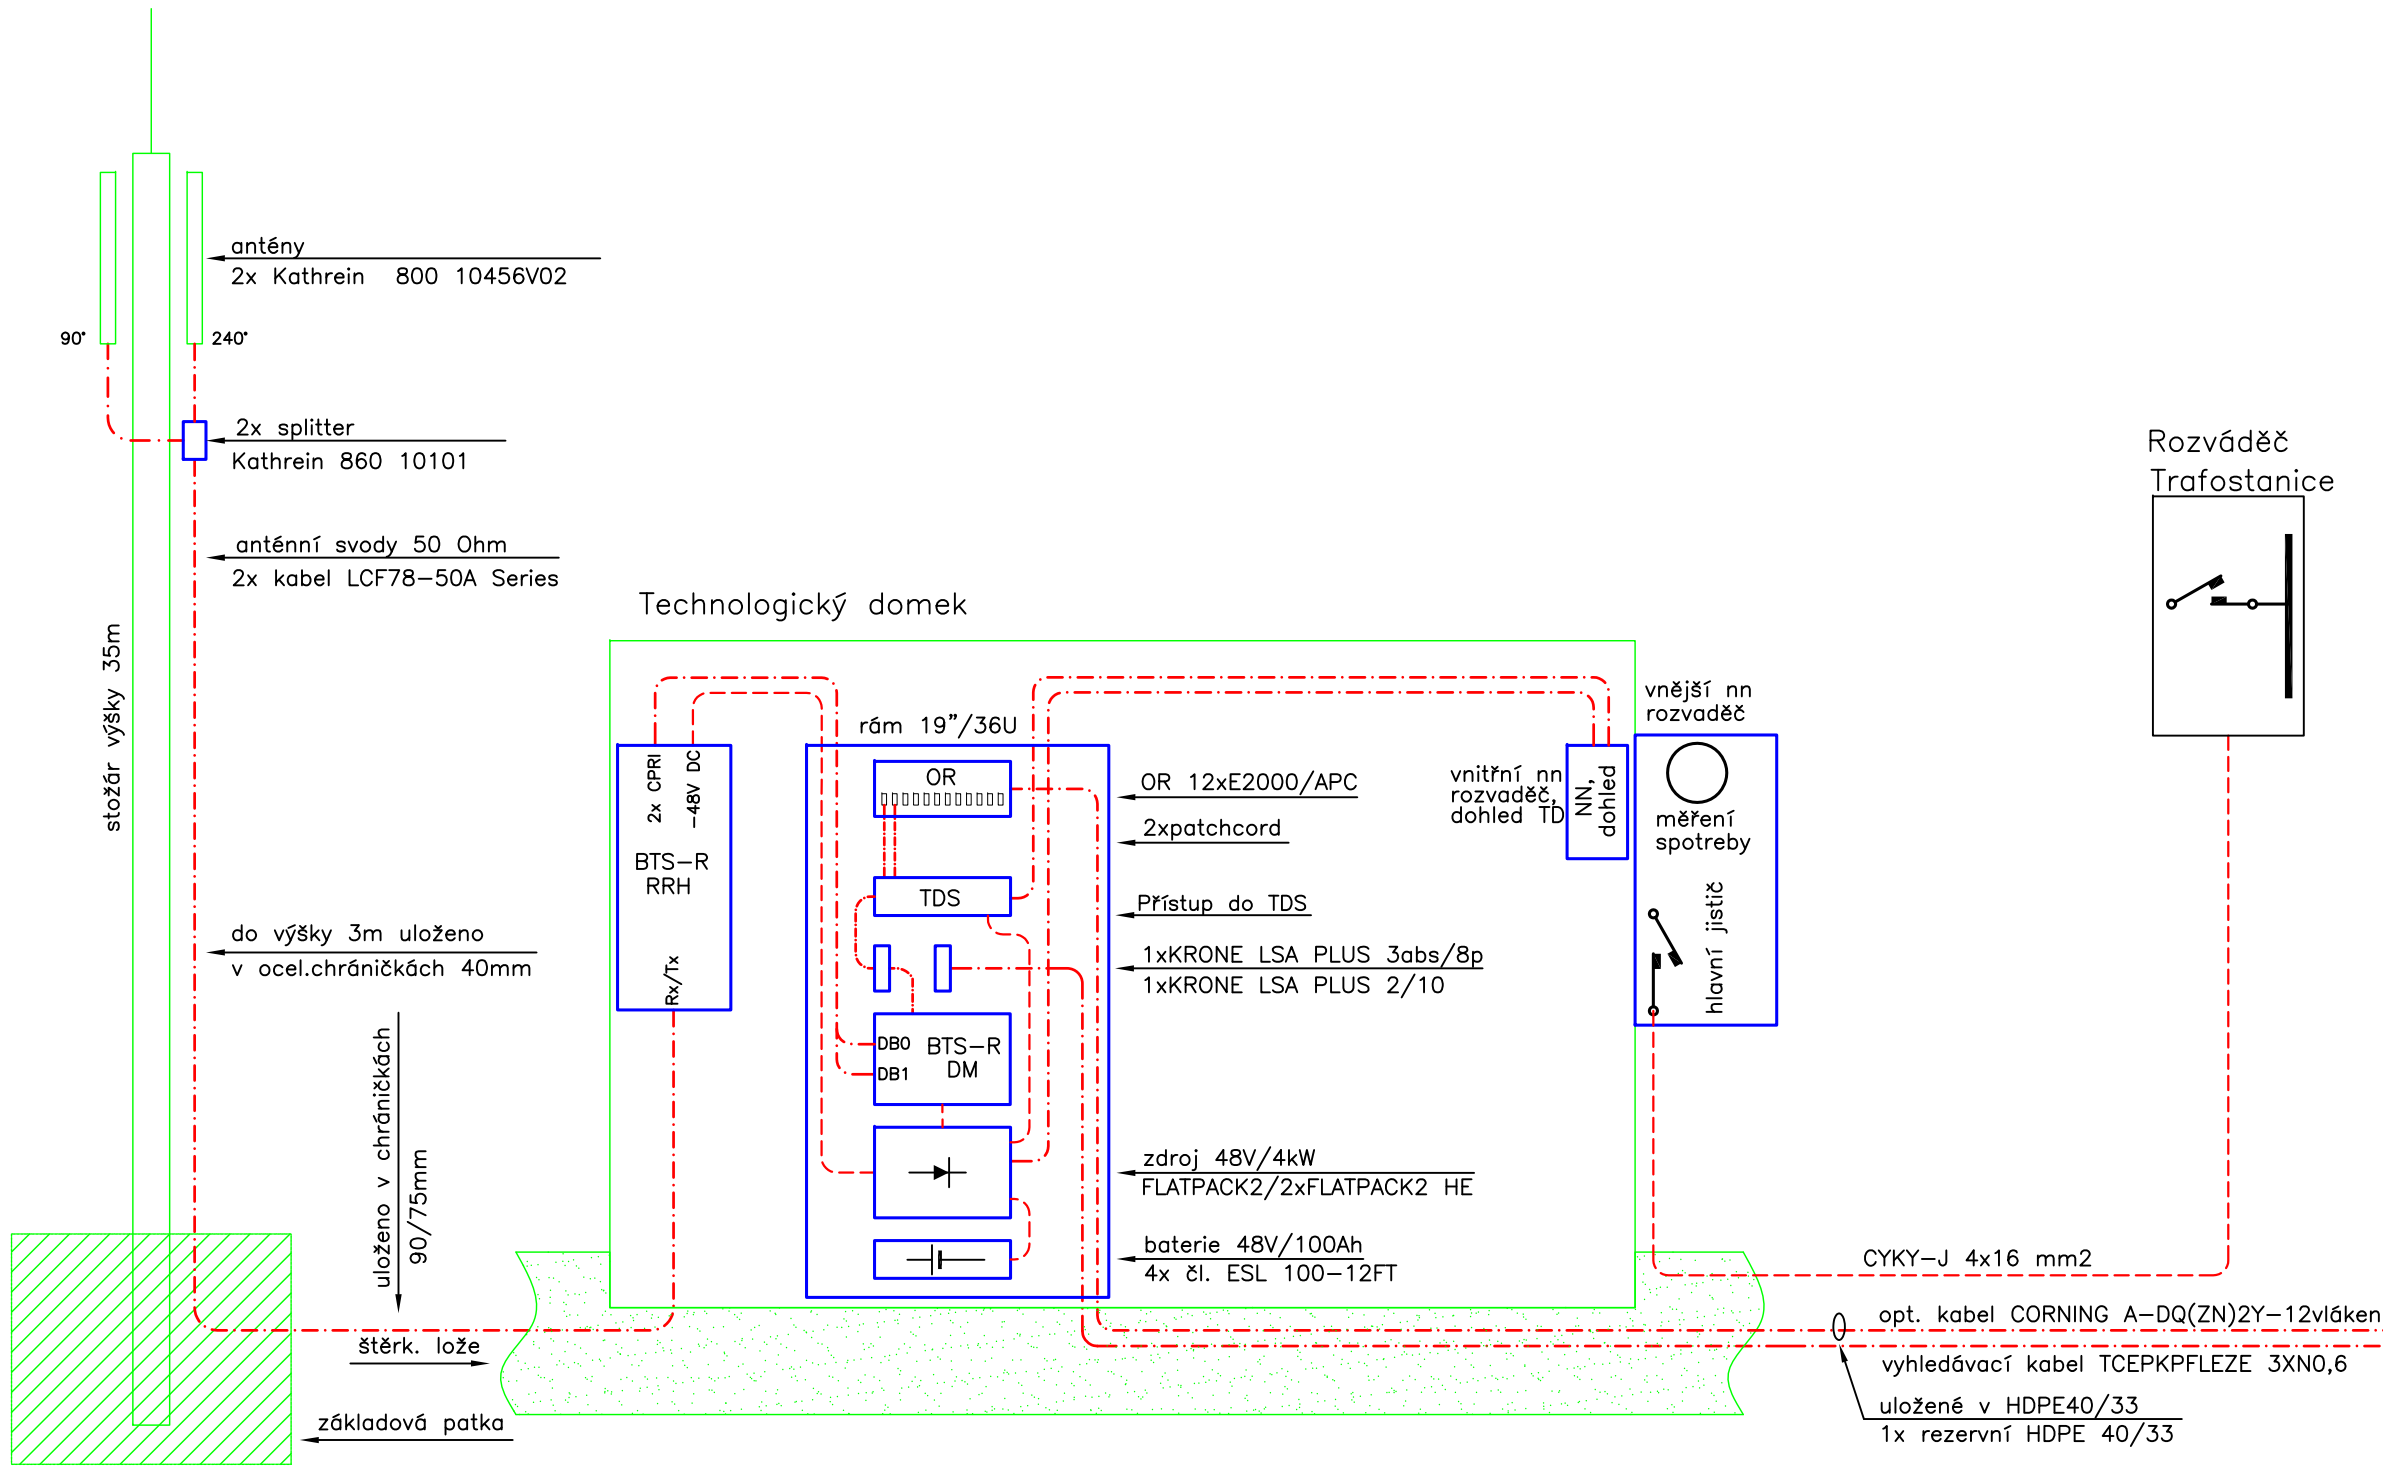 antény
2x Kathrein 800 10456V02
90°
240°
2x splitter
Kathrein 860 10101
anténní svody 50 Ohm
2x kabel LCF78-50A Series
stožár výšky 35m
do výšky 3m uloženo
v ocel.chráničkách 40mm
uloženo v chráničkách
90/75mm
štěrk. lože
základová patka
Technologický domek
2x CPRI
-48V DC
BTS-R
RRH
Rx/Tx
rám 19"/36U
OR
TDS
DB0
DB1
BTS-R
DM
OR 12xE2000/APC
2xpatchcord
Přístup do TDS
1xKRONE LSA PLUS 3abs/8p
1xKRONE LSA PLUS 2/10
zdroj 48V/4kW
FLATPACK2/2xFLATPACK2 HE
baterie 48V/100Ah
4x čl. ESL 100-12FT
vnitřní nn
rozvaděč,
dohled TD
NN,
dohled
vnější nn
rozvaděč
měření
spotreby
hlavní jistič
Rozváděč
Trafostanice
CYKY-J 4x16 mm2
opt. kabel CORNING A-DQ(ZN)2Y-12vláken
vyhledávací kabel TCEPKPFLEZE 3XN0,6
uložené v HDPE40/33
1x rezervní HDPE 40/33